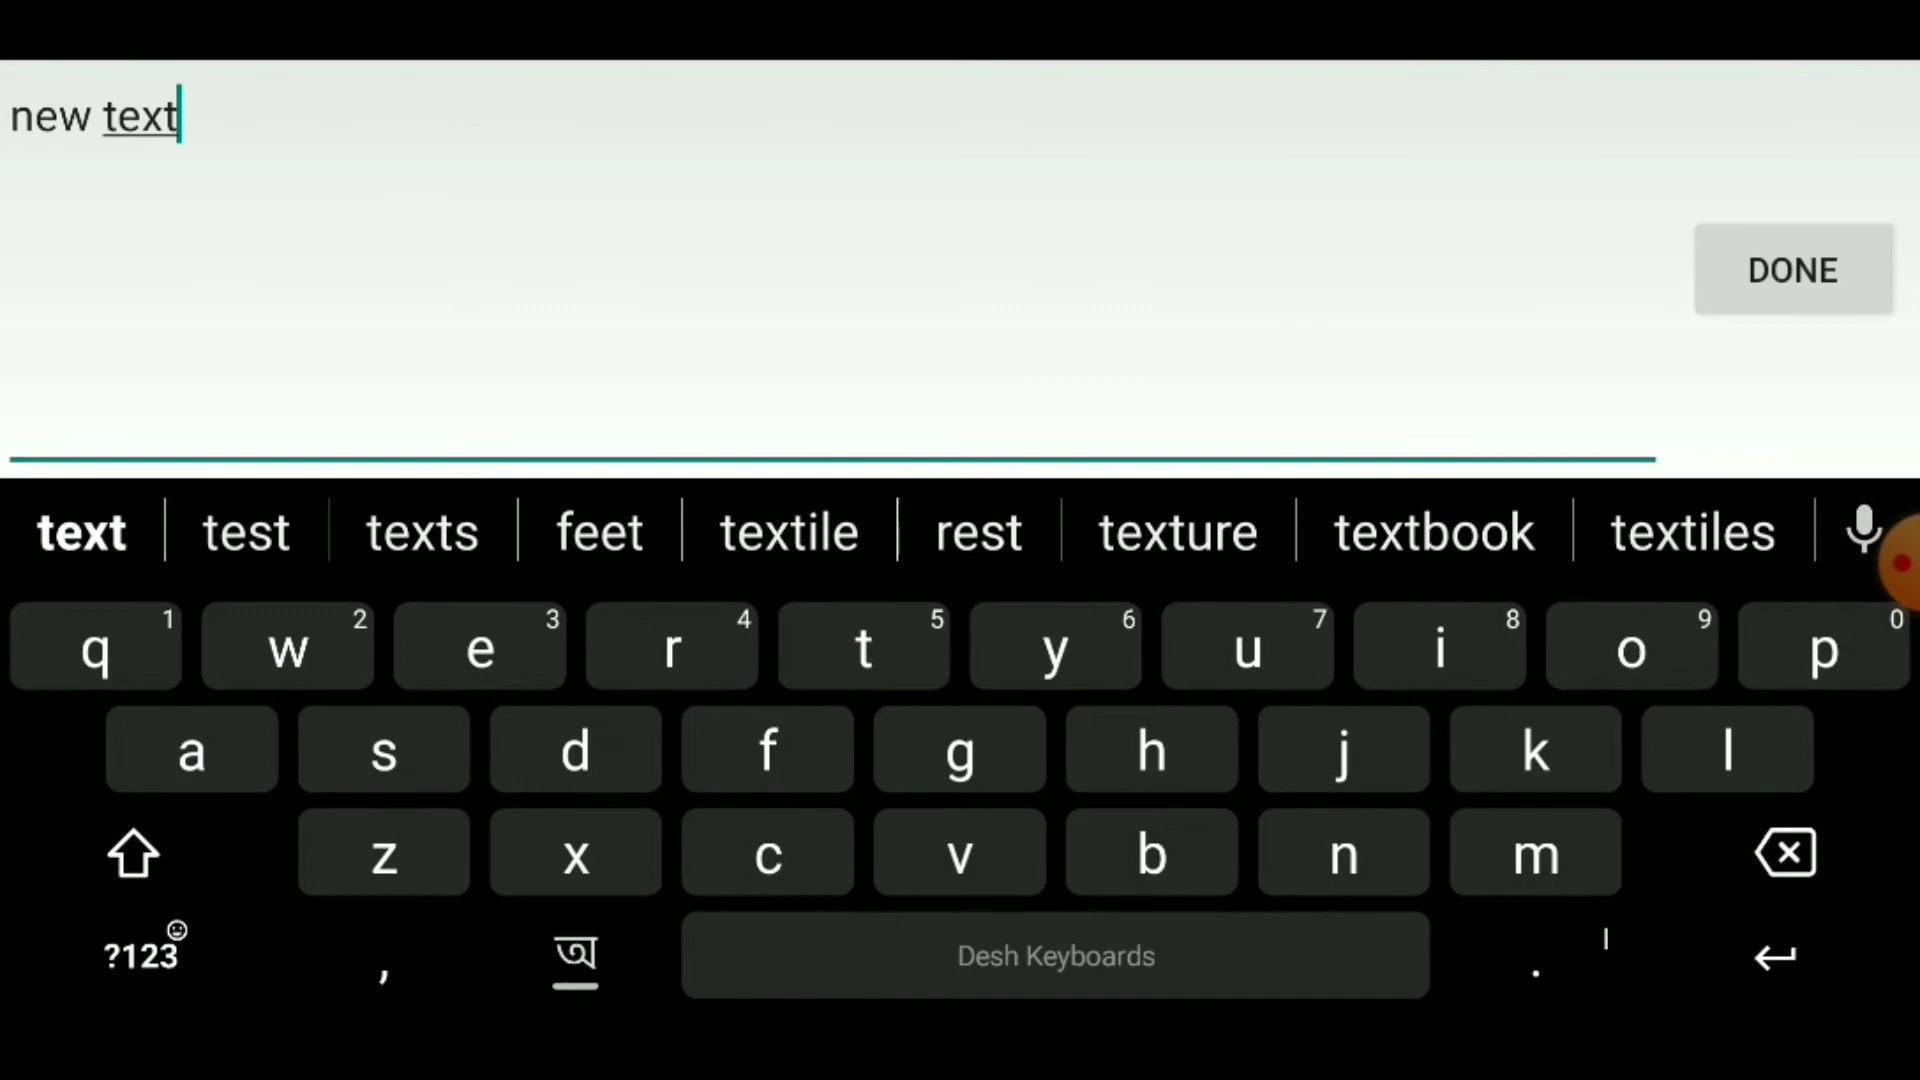 new text
DONE
text test texts feet textile rest texture textbook textiles
q 1 w 2 e 3 r 4 t 5 y 6 u 7 i 8 o 9 p 0
a s d f g h j k l
z x c v b n m
?123 , অ Desh Keyboards . ।